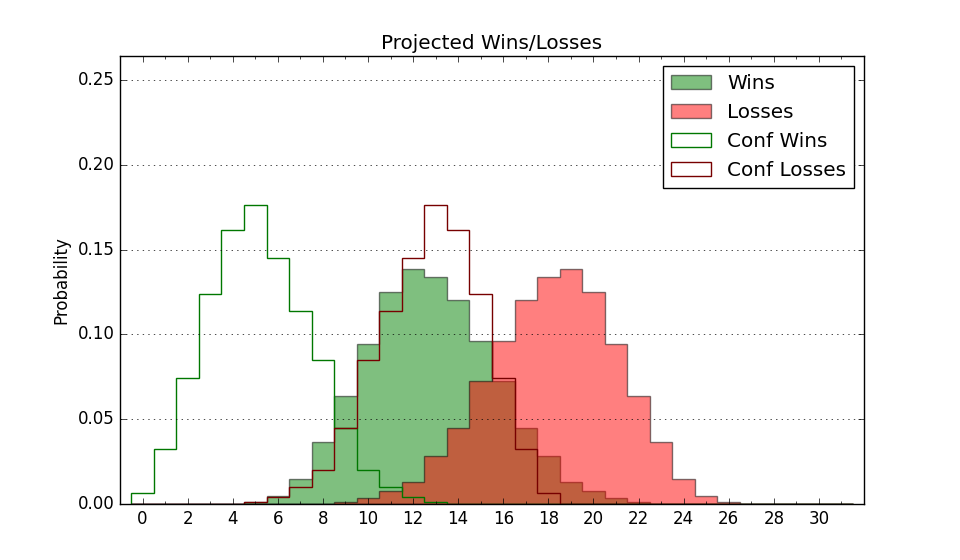 Projected Wins/Losses
Probability
0.25
0.20
0.15
0.10
0.05
0.00
Wins
Losses
Conf Wins
Conf Losses
0 2 4 6 8 10 12 14 16 18 20 22 24 26 28 30